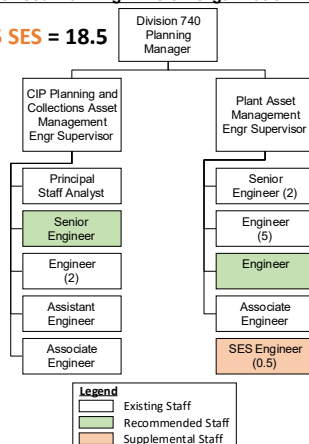 SES = 18.5
Division 740
Planning
Manager
CIP Planning and
Collections Asset
Management
Engr Supervisor
Plant Asset
Management
Engr Supervisor
Principal
Staff Analyst
Senior
Engineer
Engineer
(2)
Assistant
Engineer
Associate
Engineer
Senior
Engineer (2)
Engineer
(5)
Engineer
Associate
Engineer
SES Engineer
(0.5)
Legend
Existing Staff
Recommended Staff
Supplemental Staff